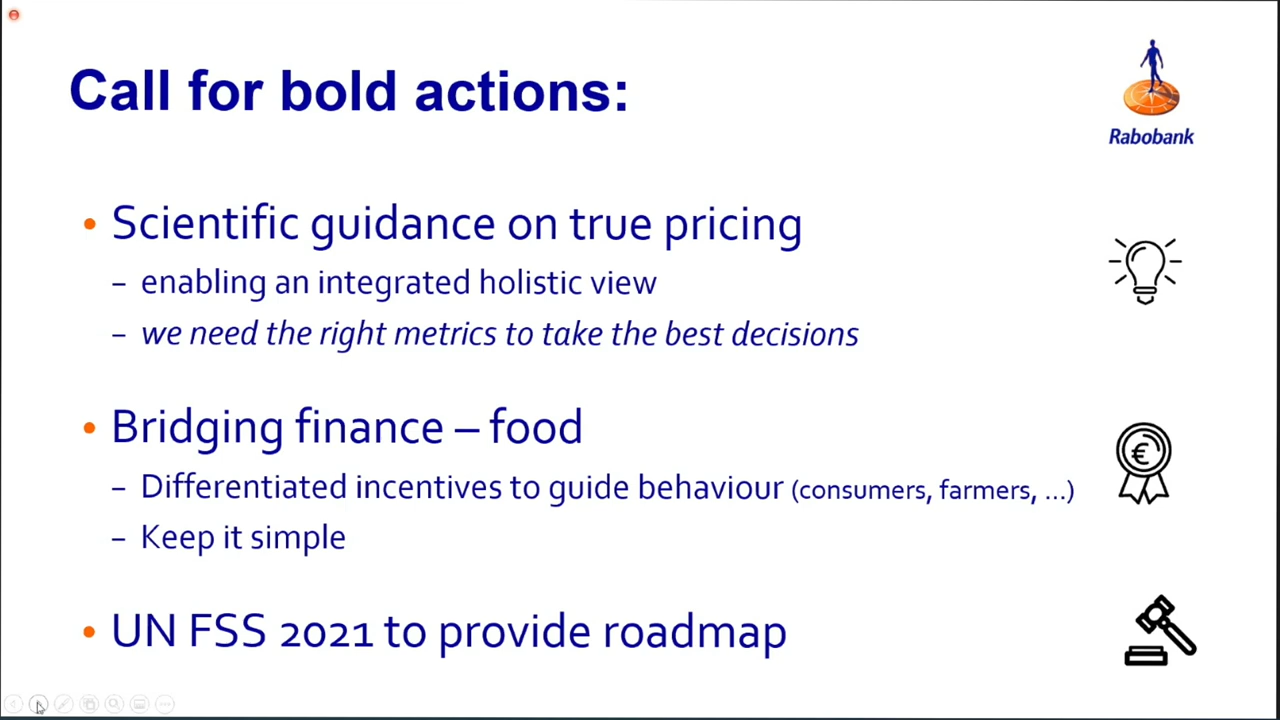 Call for bold actions:
Rabobank
• Scientific guidance on true pricing
– enabling an integrated holistic view
– we need the right metrics to take the best decisions
• Bridging finance – food
– Differentiated incentives to guide behaviour (consumers, farmers, ...)
– Keep it simple
€
• UN FSS 2021 to provide roadmap